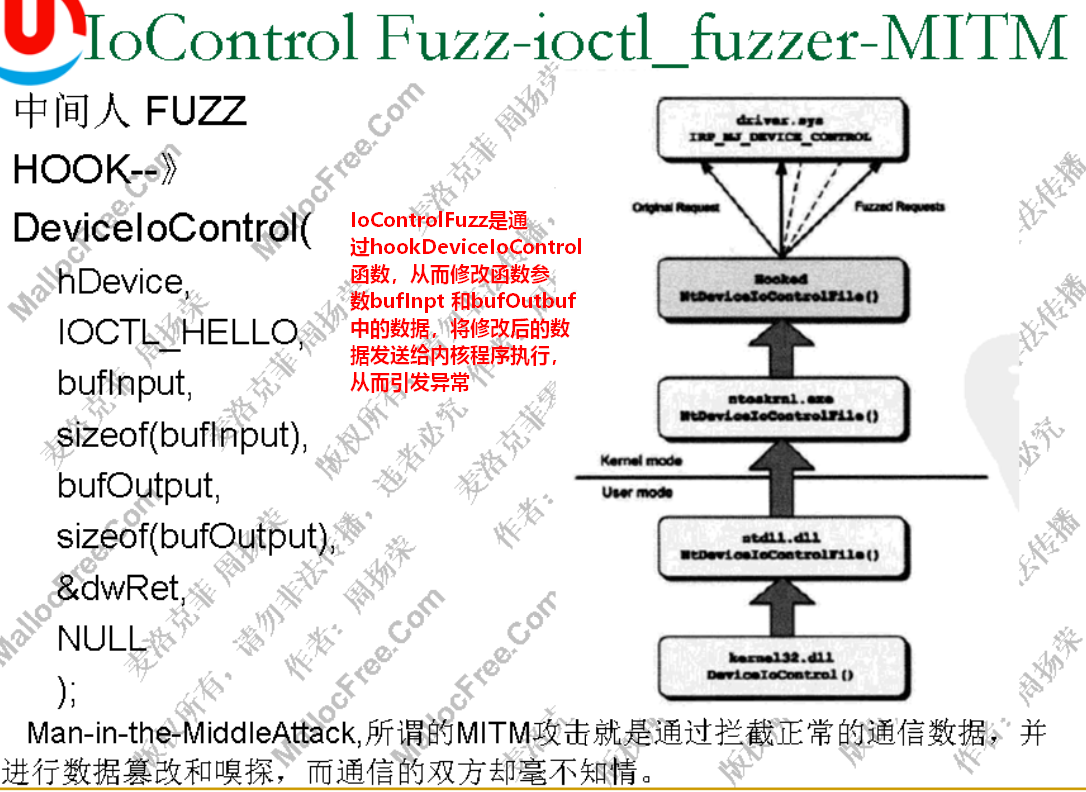 IoControl Fuzz-ioctl_fuzzer-MITM
中间人 FUZZ
HOOK--》
DeviceIoControl(
hDevice,
IOCTL_HELLO,
bufInput,
sizeof(bufInput),
bufOutput,
sizeof(bufOutput),
&dwRet,
NULL
);
IoControlFuzz是通
过hookDeviceIoControl
函数，从而修改函数参
数bufInpt 和bufOutbuf
中的数据，将修改后的数
据发送给内核程序执行，
从而引发异常
driver.sys
IRP_MJ_DEVICE_CONTROL
Original Request
Fuzzed Requests
Hooked
NtDeviceIoControlFile()
ntoskrnl.exe
NtDeviceIoControlFile()
Kernel mode
User mode
ntdll.dll
NtDeviceIoControlFile()
kernel32.dll
DeviceIoControl()
Man-in-the-MiddleAttack,所谓的MITM攻击就是通过拦截正常的通信数据，并
进行数据篡改和嗅探，而通信的双方却毫不知情。
MallocFree.Com
麦洛克菲 周扬荣
版权所有，请勿非法传播，违者必究
作者：周扬荣